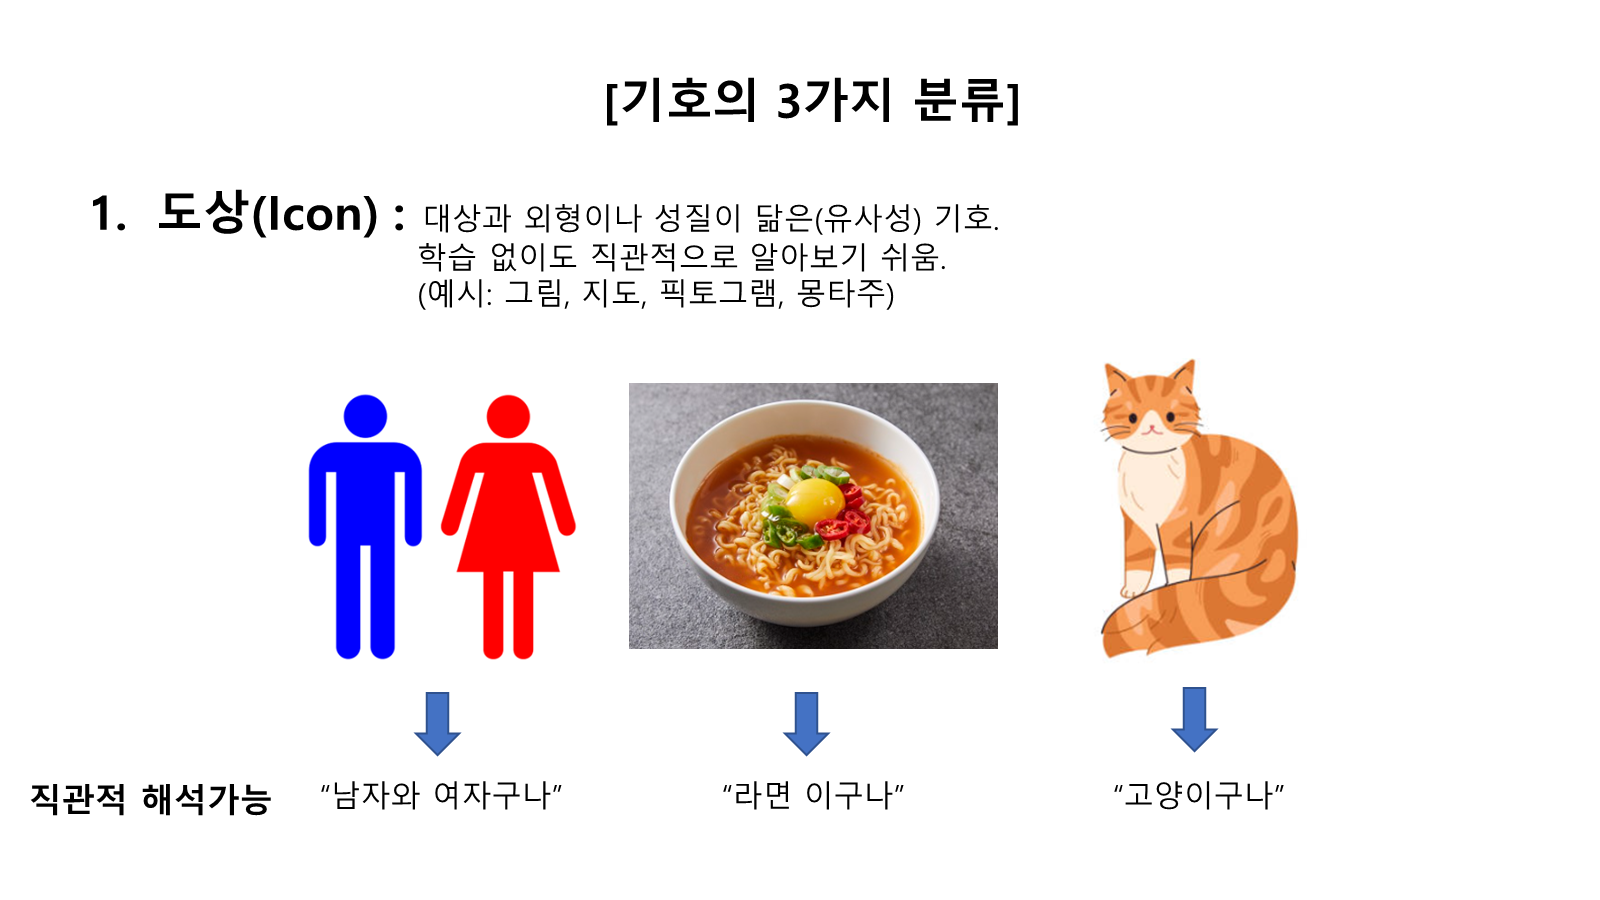 [기호의 3가지 분류]
1. 도상(Icon) : 대상과 외형이나 성질이 닮은(유사성) 기호.
학습 없이도 직관적으로 알아보기 쉬움.
(예시: 그림, 지도, 픽토그램, 몽타주)
직관적 해석가능 “남자와 여자구나” “라면 이구나” “고양이구나”